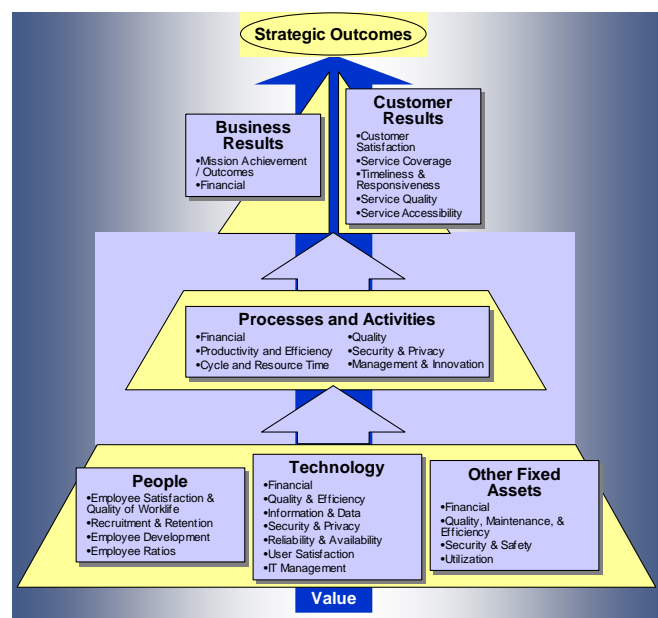 Strategic Outcomes
Business
Results
•Mission Achievement
/ Outcomes
•Financial
Customer
Results
•Customer
Satisfaction
•Service Coverage
•Timeliness &
Responsiveness
•Service Quality
•Service Accessibility
Processes and Activities
•Financial
•Productivity and Efficiency
•Cycle and Resource Time
•Quality
•Security & Privacy
•Management & Innovation
People
•Employee Satisfaction &
Quality of Worklife
•Recruitment & Retention
•Employee Development
•Employee Ratios
Technology
•Financial
•Quality & Efficiency
•Information & Data
•Security & Privacy
•Reliability & Availability
•User Satisfaction
•IT Management
Other Fixed
Assets
•Financial
•Quality, Maintenance, &
Efficiency
•Security & Safety
•Utilization
Value